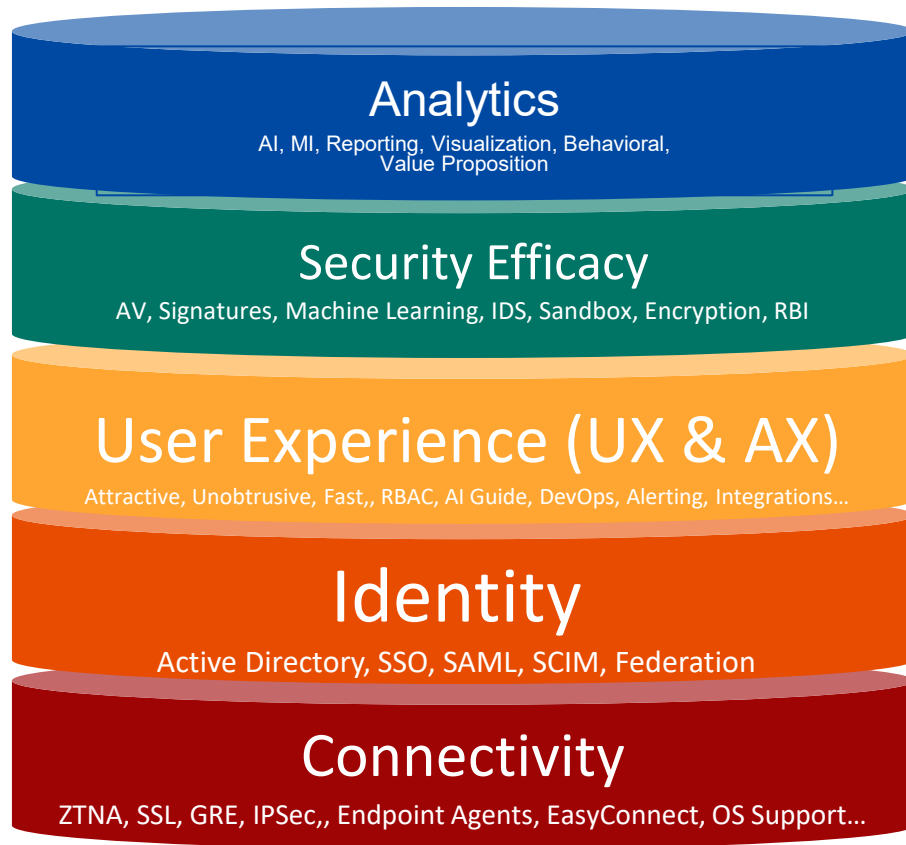 Analytics
AI, MI, Reporting, Visualization, Behavioral,
Value Proposition
Security Efficacy
AV, Signatures, Machine Learning, IDS, Sandbox, Encryption, RBI
User Experience (UX & AX)
Attractive, Unobtrusive, Fast,, RBAC, AI Guide, DevOps, Alerting, Integrations...
Identity
Active Directory, SSO, SAML, SCIM, Federation
Connectivity
ZTNA, SSL, GRE, IPSec,, Endpoint Agents, EasyConnect, OS Support...